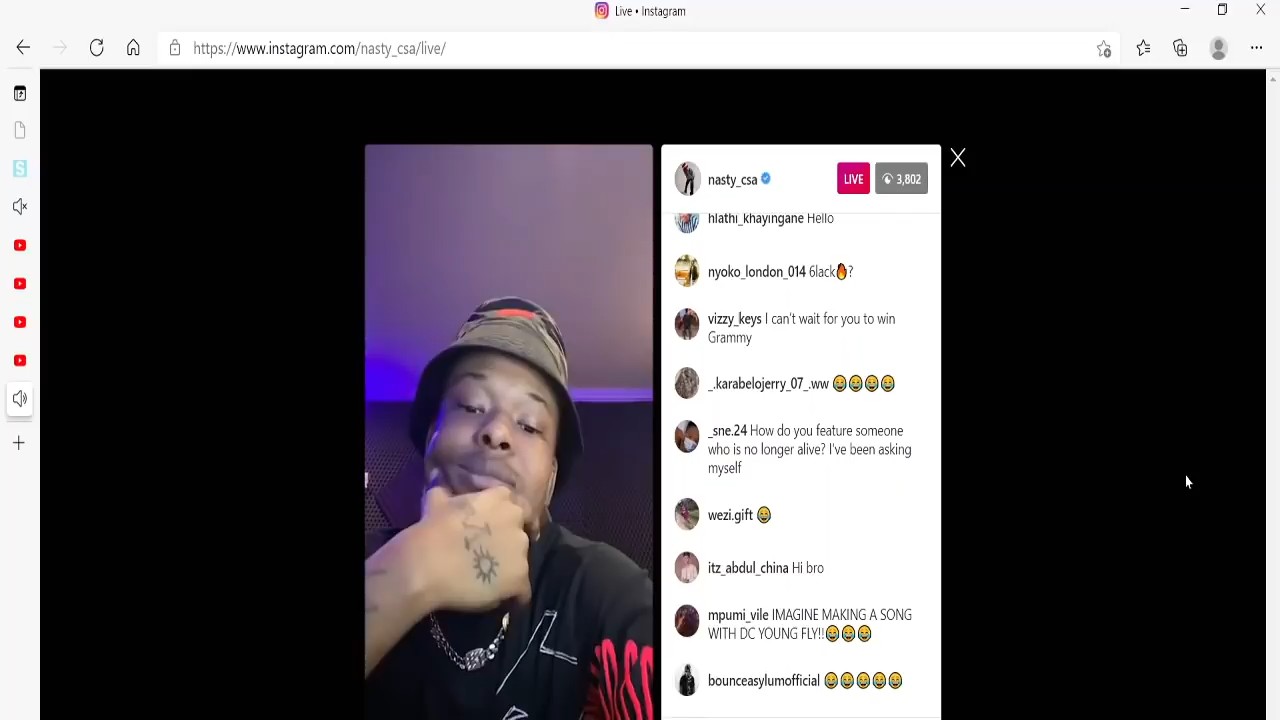 Live • Instagram
https://www.instagram.com/nasty_csa/live/
nasty_csa
LIVE
3,802
hlathi_khayingane Hello
nyoko_london_014 6lack🔥?
vizzy_keys I can't wait for you to win
Grammy
_.karabelojerry_07_.ww 😂😂😂😂
_sne.24 How do you feature someone
who is no longer alive? I've been asking
myself
wezi.gift 😂
itz_abdul_china Hi bro
mpumi_vile IMAGINE MAKING A SONG
WITH DC YOUNG FLY!!😂😂😂
bounceasylumofficial 😂😂😂😂😂